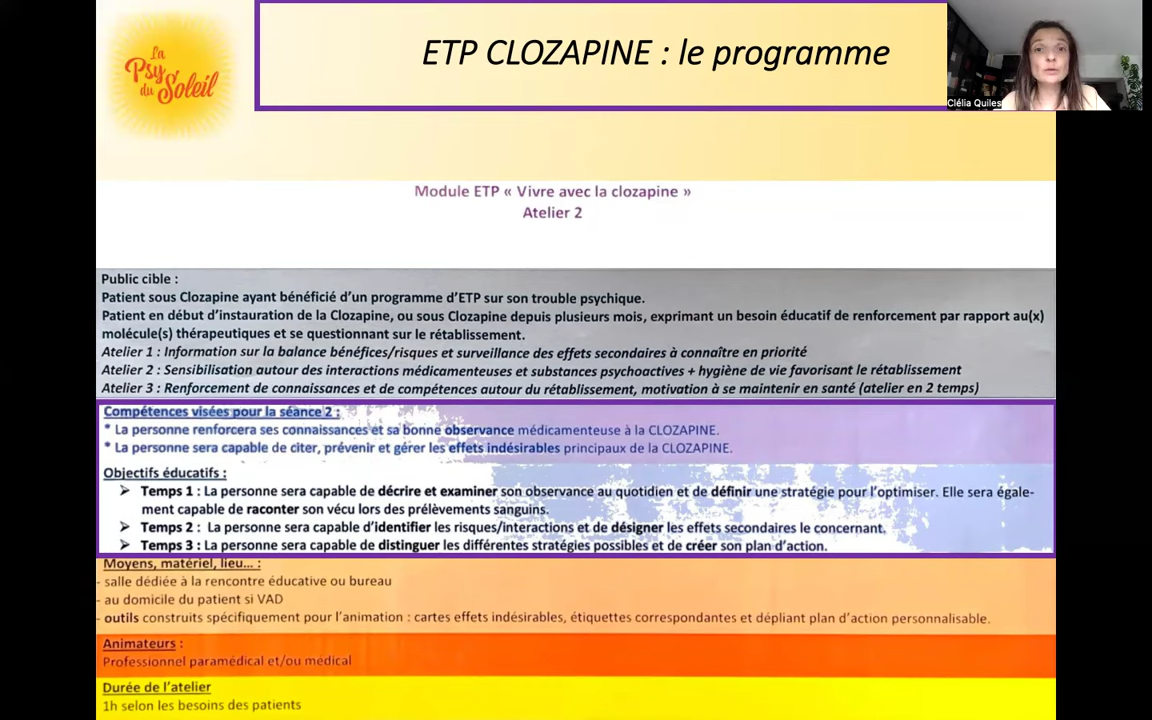 La
Psy
du Soleil
ETP CLOZAPINE : le programme
Clélia Quiles
Module ETP « Vivre avec la clozapine »
Atelier 2
Public cible :
Patient sous Clozapine ayant bénéficié d'un programme d'ETP sur son trouble psychique.
Patient en début d'instauration de la Clozapine, ou sous Clozapine depuis plusieurs mois, exprimant un besoin éducatif de renforcement par rapport au(x)
molécule(s) thérapeutiques et se questionnant sur le rétablissement.
Atelier 1 : Information sur la balance bénéfices/risques et surveillance des effets secondaires à connaître en priorité
Atelier 2 : Sensibilisation autour des interactions médicamenteuses et substances psychoactives + hygiène de vie favorisant le rétablissement
Atelier 3 : Renforcement de connaissances et de compétences autour du rétablissement, motivation à se maintenir en santé (atelier en 2 temps)
Compétences visées pour la séance 2 :
* La personne renforcera ses connaissances et sa bonne observance médicamenteuse à la CLOZAPINE.
* La personne sera capable de citer, prévenir et gérer les effets indésirables principaux de la CLOZAPINE.
Objectifs éducatifs :
➢ Temps 1 : La personne sera capable de décrire et examiner son observance au quotidien et de définir une stratégie pour l'optimiser. Elle sera égale-
ment capable de raconter son vécu lors des prélèvements sanguins.
➢ Temps 2 : La personne sera capable d'identifier les risques/interactions et de désigner les effets secondaires le concernant.
➢ Temps 3 : La personne sera capable de distinguer les différentes stratégies possibles et de créer son plan d'action.
Moyens, matériel, lieu... :
- salle dédiée à la rencontre éducative ou bureau
- au domicile du patient si VAD
- outils construits spécifiquement pour l'animation : cartes effets indésirables, étiquettes correspondantes et dépliant plan d'action personnalisable.
Animateurs :
Professionnel paramédical et/ou médical
Durée de l'atelier
1h selon les besoins des patients